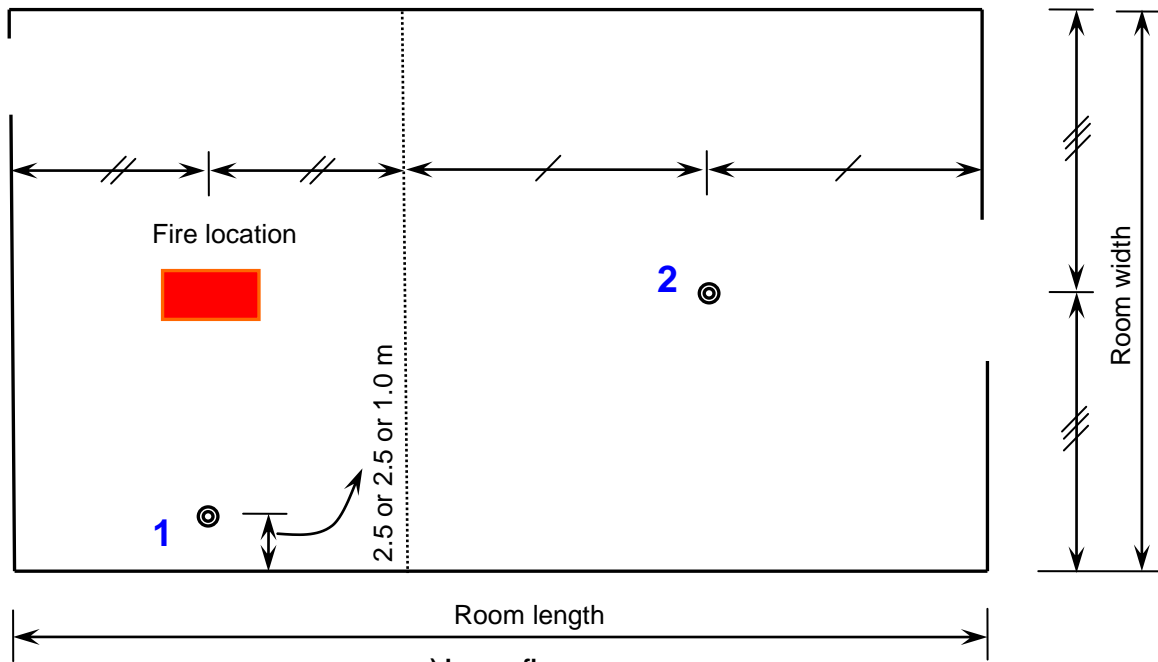 Fire location
2
Room width
2.5 or 2.5 or 1.0 m
1
Room length